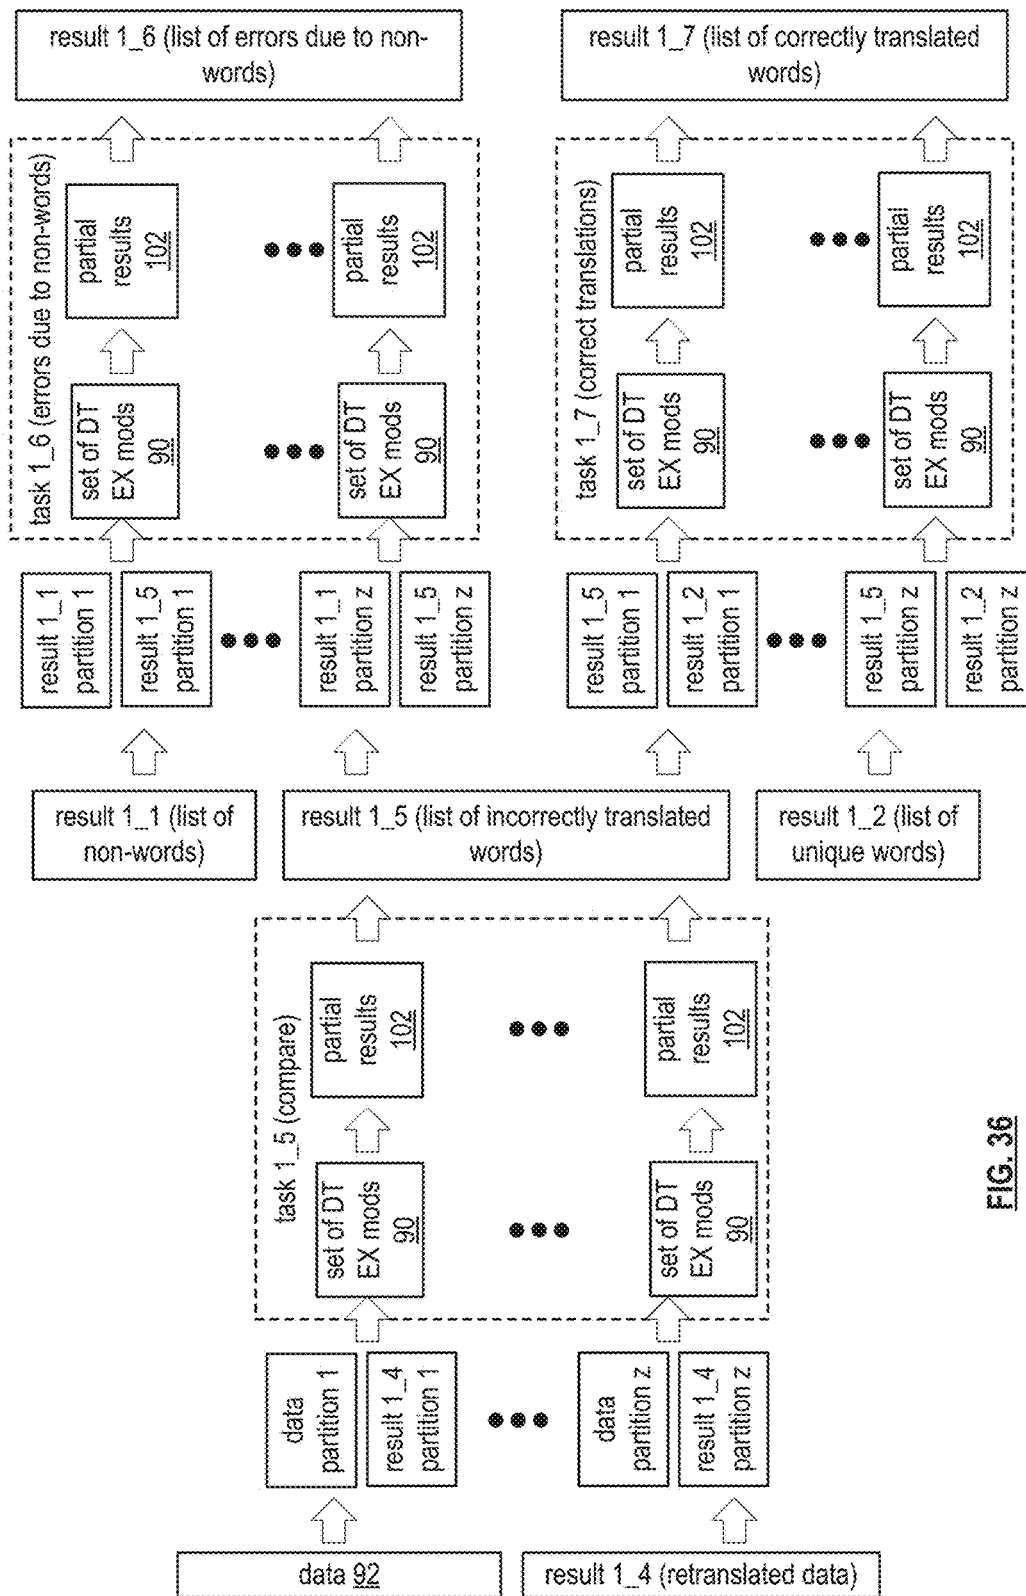 result 1_6 (list of errors due to non-
words)
result 1_7 (list of correctly translated
words)
task 1_6 (errors due to non-words)
partial
results
102
partial
results
102
set of DT
EX mods
90
set of DT
EX mods
90
task 1_7 (correct translations)
partial
results
102
partial
results
102
set of DT
EX mods
90
set of DT
EX mods
90
result 1_1
partition 1
result 1_5
partition 1
result 1_1
partition z
result 1_5
partition z
result 1_5
partition 1
result 1_2
partition 1
result 1_5
partition z
result 1_2
partition z
result 1_1 (list of
non-words)
result 1_5 (list of incorrectly translated
words)
result 1_2 (list of
unique words)
task 1_5 (compare)
partial
results
102
partial
results
102
set of DT
EX mods
90
set of DT
EX mods
90
data
partition 1
result 1_4
partition 1
data
partition z
result 1_4
partition z
data 92
result 1_4 (retranslated data)
FIG. 36